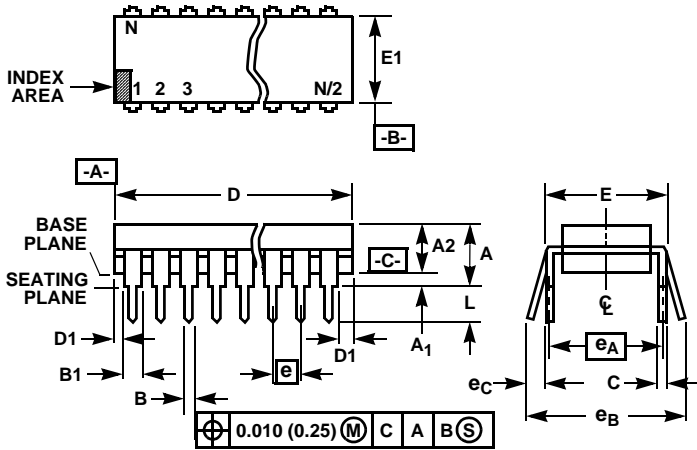 N
INDEX
AREA
1 2 3 N/2
E1
-B-
-A-
D
E
BASE
PLANE
SEATING
PLANE
A2
A
-C-
L
℄
D1
A1
D1
eA
B1
e
eC
C
B
eB
⌖ 0.010 (0.25) Ⓜ C A B Ⓢ